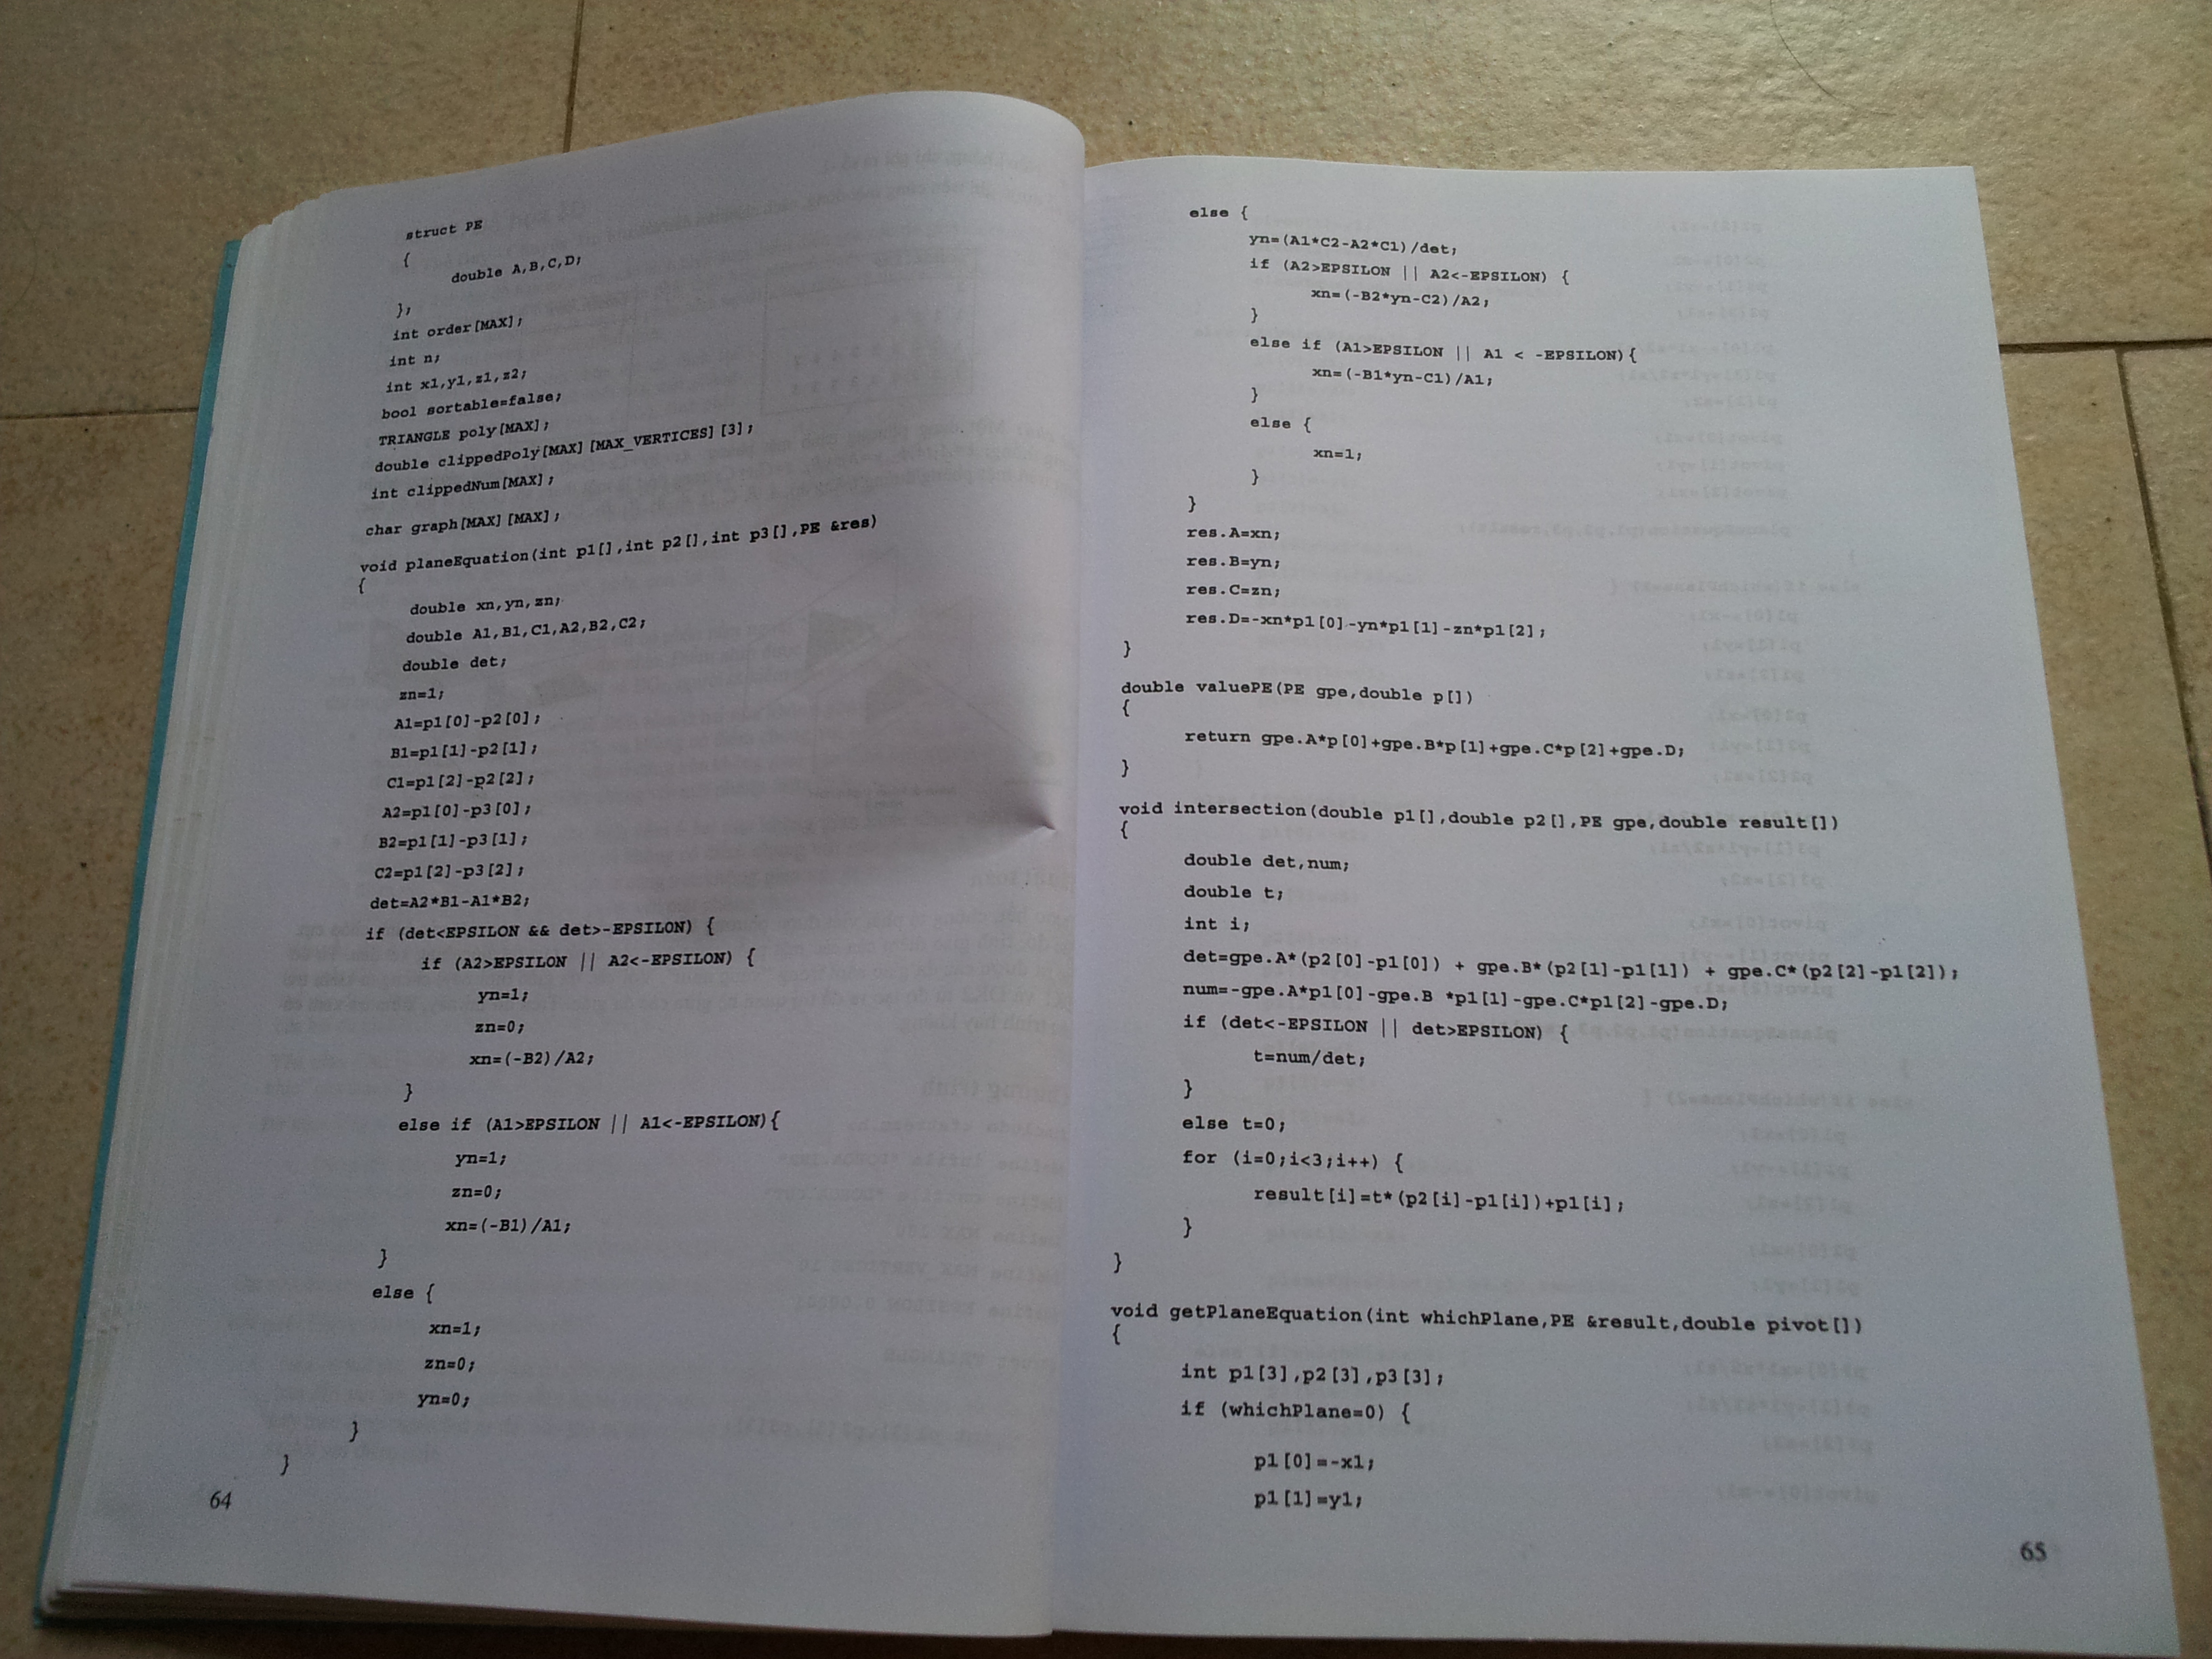 struct PE
{
double A,B,C,D;
};
int order[MAX];
int n;
int x1,y1,z1,z2;
bool sortable=false;
TRIANGLE poly[MAX];
double clippedPoly[MAX][MAX_VERTICES][3];
int clippedNum[MAX];
char graph[MAX][MAX];
void planeEquation(int p1[],int p2[],int p3[],PE &res)
{
double xn,yn,zn;
double A1,B1,C1,A2,B2,C2;
double det;
zn=1;
A1=p1[0]-p2[0];
B1=p1[1]-p2[1];
C1=p1[2]-p2[2];
A2=p1[0]-p3[0];
B2=p1[1]-p3[1];
C2=p1[2]-p3[2];
det=A2*B1-A1*B2;
if (det<EPSILON && det>-EPSILON) {
if (A2>EPSILON || A2<-EPSILON) {
yn=1;
zn=0;
xn=(-B2)/A2;
}
else if (A1>EPSILON || A1<-EPSILON){
yn=1;
zn=0;
xn=(-B1)/A1;
}
else {
xn=1;
zn=0;
yn=0;
}
}
64
else {
yn=(A1*C2-A2*C1)/det;
if (A2>EPSILON || A2<-EPSILON) {
xn=(-B2*yn-C2)/A2;
}
else if (A1>EPSILON || A1 < -EPSILON){
xn=(-B1*yn-C1)/A1;
}
else {
xn=1;
}
}
res.A=xn;
res.B=yn;
res.C=zn;
res.D=-xn*p1[0]-yn*p1[1]-zn*p1[2];
}
double valuePE(PE gpe,double p[])
{
return gpe.A*p[0]+gpe.B*p[1]+gpe.C*p[2]+gpe.D;
}
void intersection(double p1[],double p2[],PE gpe,double result[])
{
double det,num;
double t;
int i;
det=gpe.A*(p2[0]-p1[0]) + gpe.B*(p2[1]-p1[1]) + gpe.C*(p2[2]-p1[2]);
num=-gpe.A*p1[0]-gpe.B *p1[1]-gpe.C*p1[2]-gpe.D;
if (det<-EPSILON || det>EPSILON) {
t=num/det;
}
else t=0;
for (i=0;i<3;i++) {
result[i]=t*(p2[i]-p1[i])+p1[i];
}
}
void getPlaneEquation(int whichPlane,PE &result,double pivot[])
{
int p1[3],p2[3],p3[3];
if (whichPlane=0) {
p1[0]=-x1;
p1[1]=y1;
65